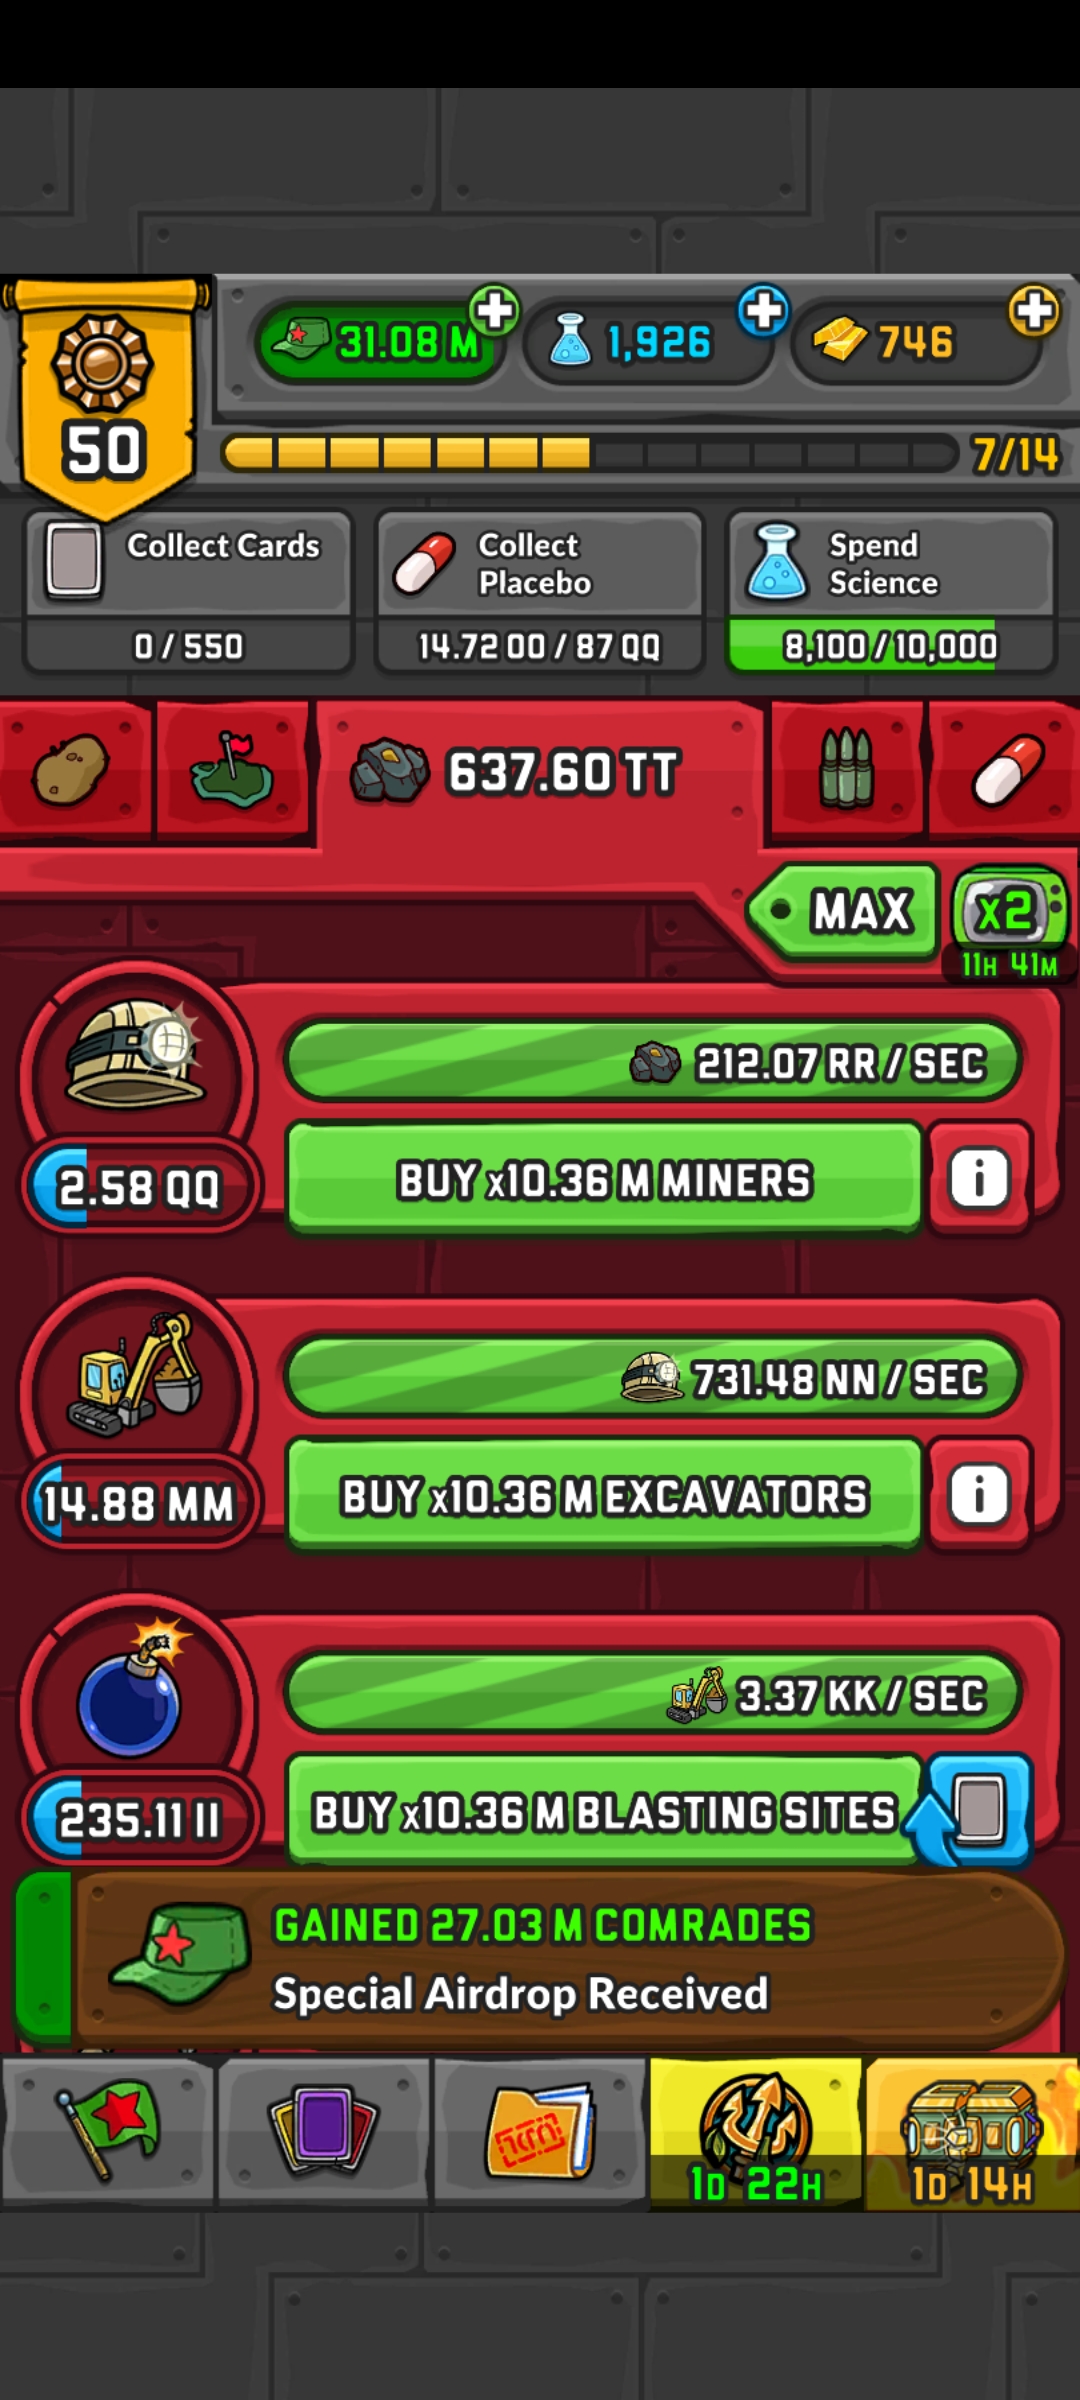 31.08 M
1,926
746
50
7/14
Collect Cards
0 / 550
Collect
Placebo
14.72 OO / 87 QQ
Spend
Science
8,100 / 10,000
637.60 TT
MAX
x2
11H 41M
212.07 RR / SEC
2.58 QQ
BUY x10.36 M MINERS
i
731.48 NN / SEC
14.88 MM
BUY x10.36 M EXCAVATORS
i
3.37 KK / SEC
235.11 II
BUY x10.36 M BLASTING SITES
GAINED 27.03 M COMRADES
Special Airdrop Received
1D 22H
1D 14H